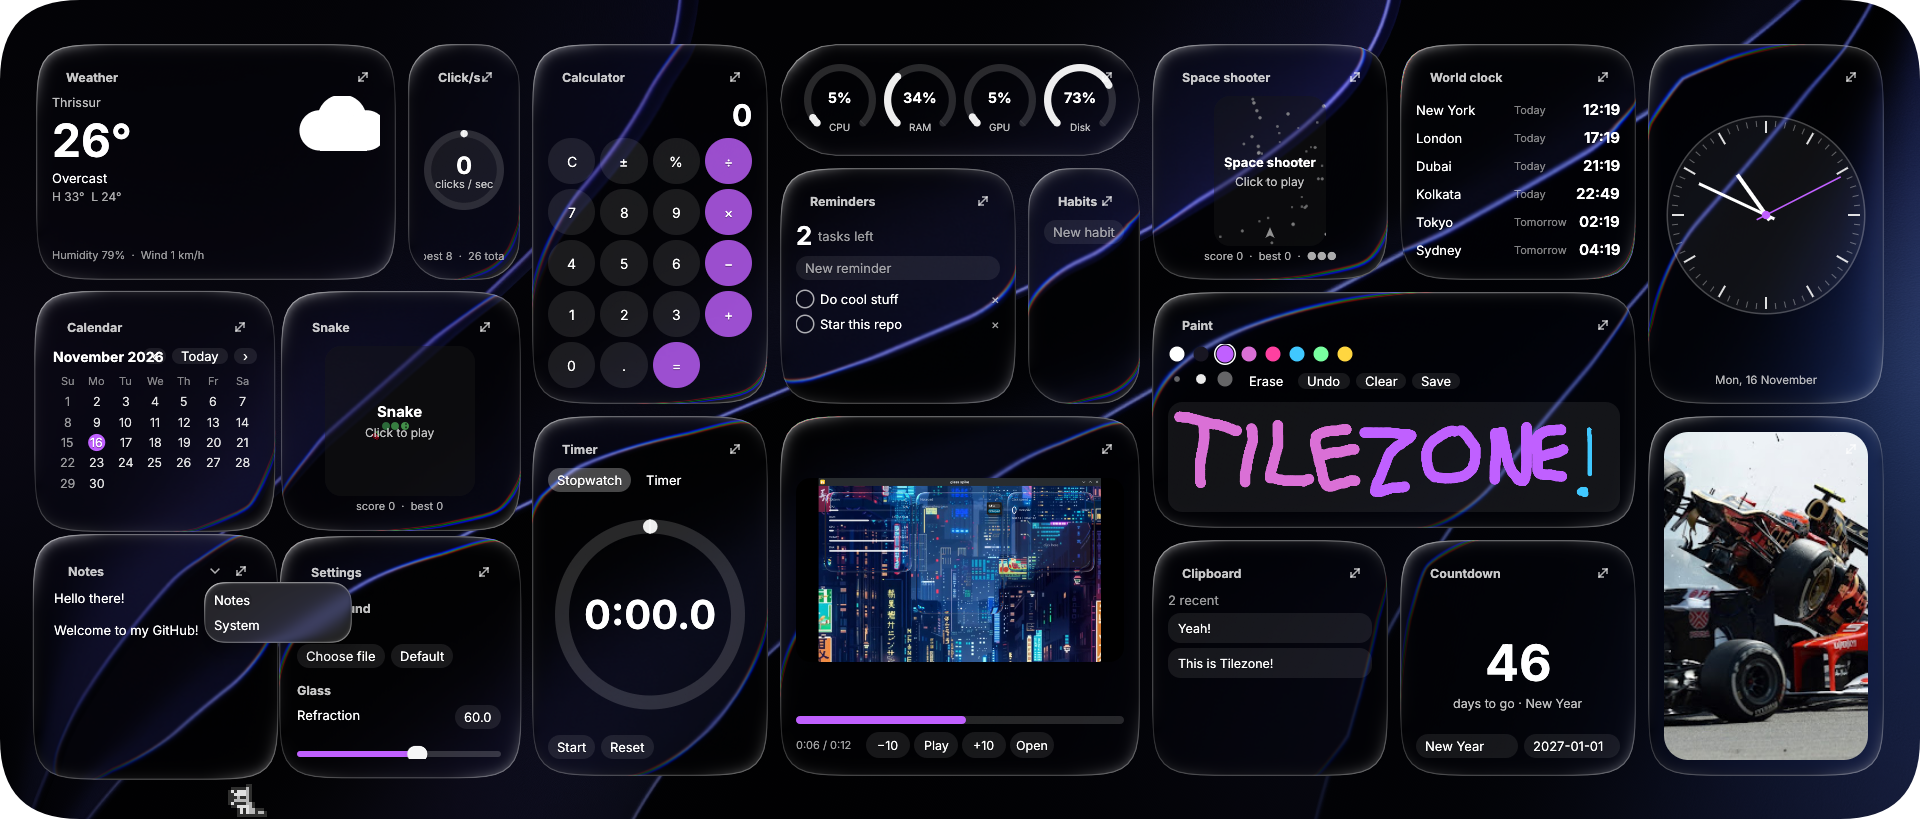 Weather
Thrissur
26°
Overcast
H 33° L 24°
Humidity 79% · Wind 1 km/h
Click/s
0
clicks / sec
est 8 · 26 tota
Calculator
0
C ± % ÷
7 8 9 ×
4 5 6 −
1 2 3 +
0 . =
5% 34% 5% 73%
CPU RAM GPU Disk
Reminders
2 tasks left
New reminder
Do cool stuff ×
Star this repo ×
Habits
New habit
Space shooter
Space shooter
Click to play
score 0 · best 0 ·
World clock
New York Today 12:19
London Today 17:19
Dubai Today 21:19
Kolkata Today 22:49
Tokyo Tomorrow 02:19
Sydney Tomorrow 04:19
Mon, 16 November
Calendar
November 2026 Today ›
Su Mo Tu We Th Fr Sa
1 2 3 4 5 6 7
8 9 10 11 12 13 14
15 16 17 18 19 20 21
22 23 24 25 26 27 28
29 30
Snake
Snake
Click to play
score 0 · best 0
Paint
Erase Undo Clear Save
TILEZONE!
Timer
Stopwatch Timer
0:00.0
Start Reset
0:06 / 0:12 −10 Play +10 Open
Notes
Hello there!
Welcome to my GitHub!
Notes
System
Settings
und
Choose file Default
Glass
Refraction 60.0
Clipboard
2 recent
Yeah!
This is Tilezone!
Countdown
46
days to go · New Year
New Year 2027-01-01